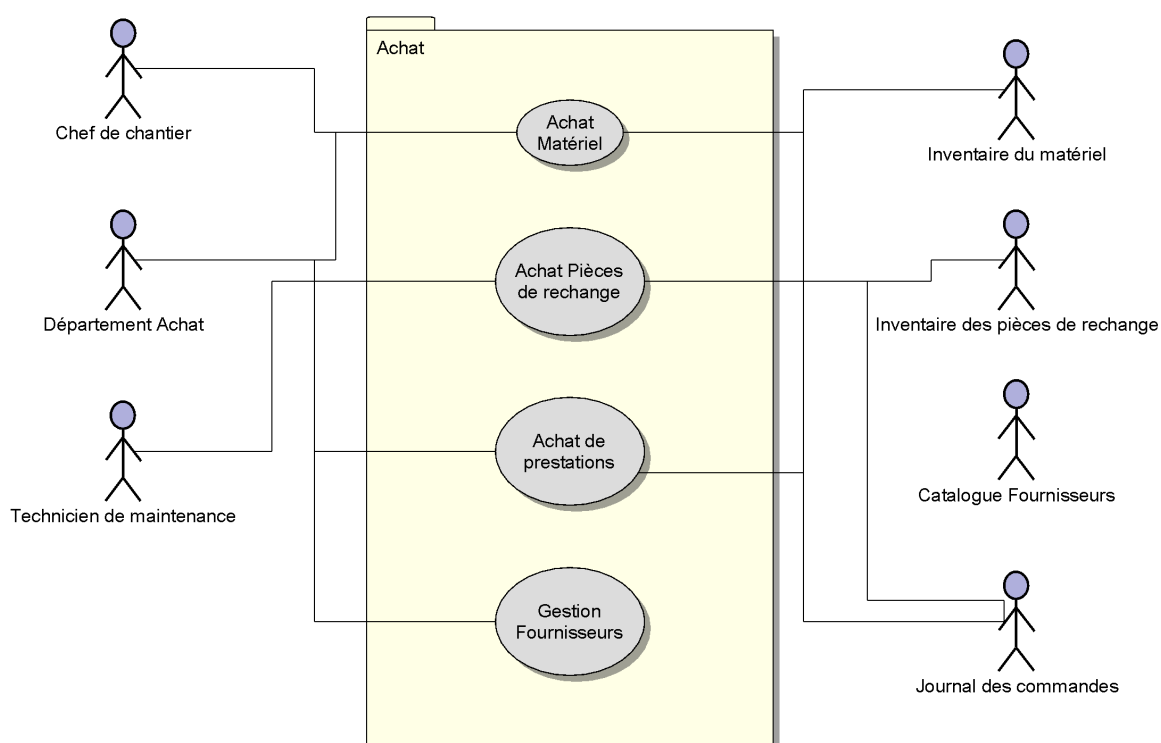 Achat
Chef de chantier
Achat
Matériel
Inventaire du matériel
Département Achat
Achat Pièces
de rechange
Inventaire des pièces de rechange
Technicien de maintenance
Achat de
prestations
Catalogue Fournisseurs
Gestion
Fournisseurs
Journal des commandes